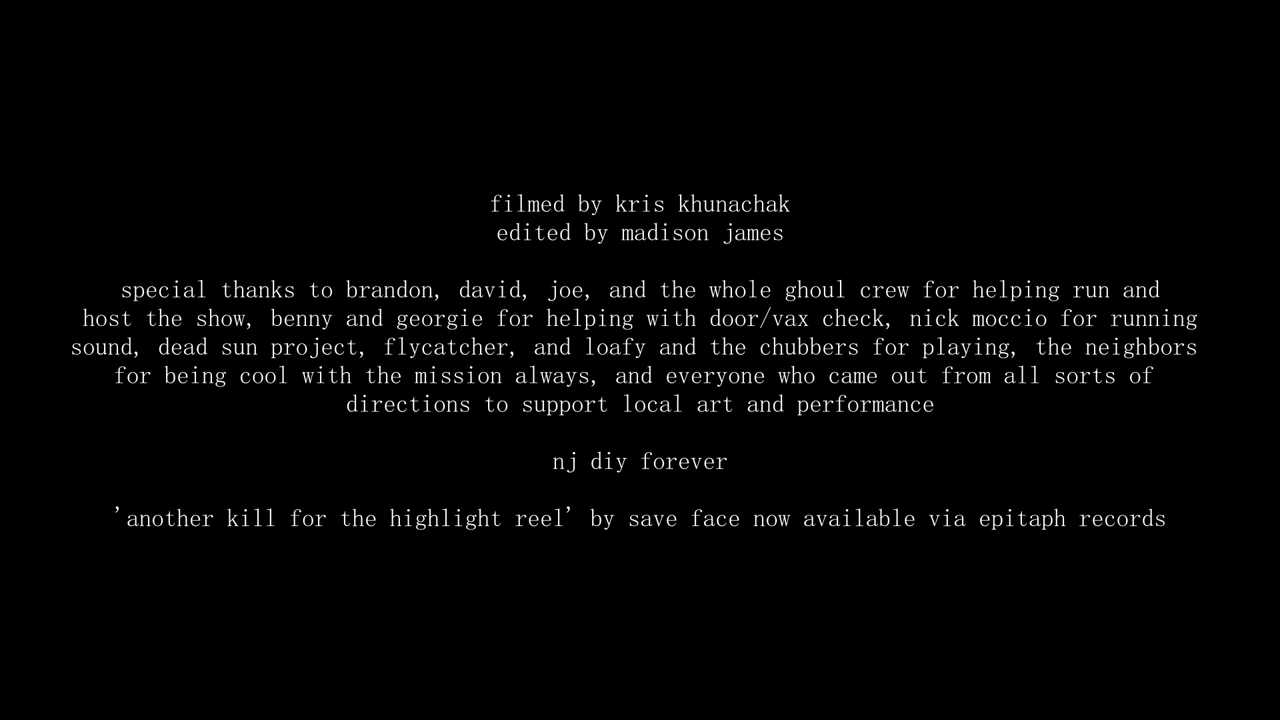 filmed by kris khunachak
edited by madison james
special thanks to brandon, david, joe, and the whole ghoul crew for helping run and
host the show, benny and georgie for helping with door/vax check, nick moccio for running
sound, dead sun project, flycatcher, and loafy and the chubbers for playing, the neighbors
for being cool with the mission always, and everyone who came out from all sorts of
directions to support local art and performance
nj diy forever
'another kill for the highlight reel' by save face now available via epitaph records